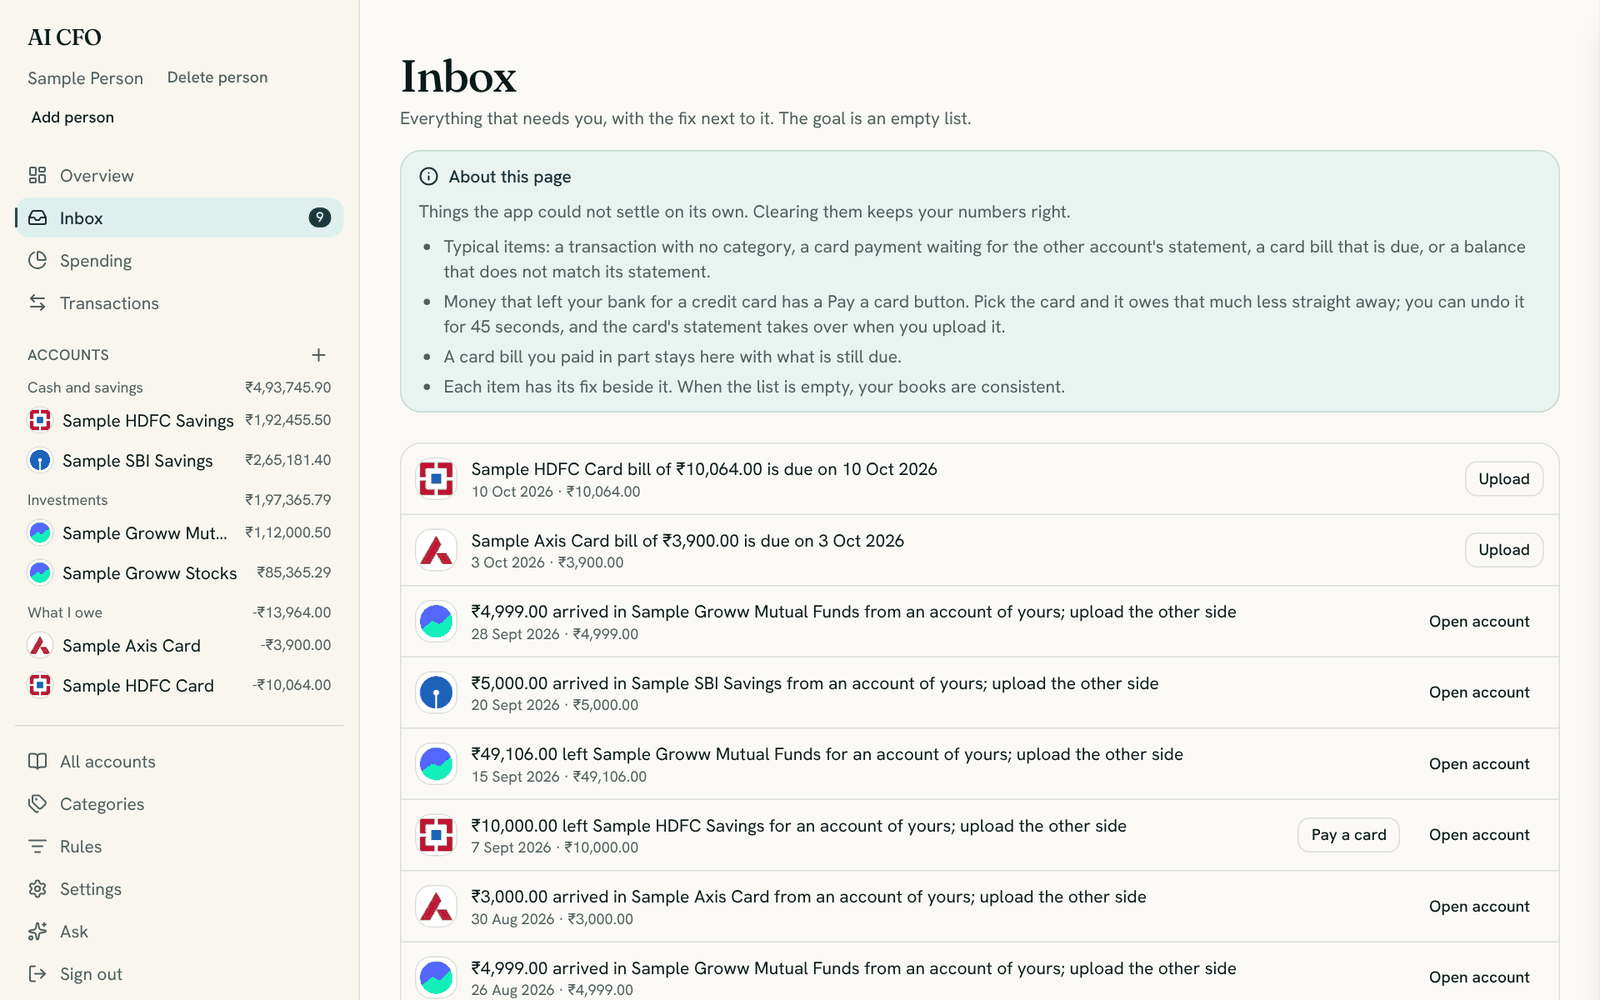 AI CFO
Sample Person Delete person
Add person
Overview
Inbox 9
Spending
Transactions
ACCOUNTS +
Cash and savings ₹4,93,745.90
Sample HDFC Savings ₹1,92,455.50
Sample SBI Savings ₹2,65,181.40
Investments ₹1,97,365.79
Sample Groww Mut... ₹1,12,000.50
Sample Groww Stocks ₹85,365.29
What I owe -₹13,964.00
Sample Axis Card -₹3,900.00
Sample HDFC Card -₹10,064.00
All accounts
Categories
Rules
Settings
Ask
Sign out
Inbox
Everything that needs you, with the fix next to it. The goal is an empty list.
About this page
Things the app could not settle on its own. Clearing them keeps your numbers right.
• Typical items: a transaction with no category, a card payment waiting for the other account's statement, a card bill that is due, or a balance
that does not match its statement.
• Money that left your bank for a credit card has a Pay a card button. Pick the card and it owes that much less straight away; you can undo it
for 45 seconds, and the card's statement takes over when you upload it.
• A card bill you paid in part stays here with what is still due.
• Each item has its fix beside it. When the list is empty, your books are consistent.
Sample HDFC Card bill of ₹10,064.00 is due on 10 Oct 2026
10 Oct 2026 · ₹10,064.00
Upload
Sample Axis Card bill of ₹3,900.00 is due on 3 Oct 2026
3 Oct 2026 · ₹3,900.00
Upload
₹4,999.00 arrived in Sample Groww Mutual Funds from an account of yours; upload the other side
28 Sept 2026 · ₹4,999.00
Open account
₹5,000.00 arrived in Sample SBI Savings from an account of yours; upload the other side
20 Sept 2026 · ₹5,000.00
Open account
₹49,106.00 left Sample Groww Mutual Funds for an account of yours; upload the other side
15 Sept 2026 · ₹49,106.00
Open account
₹10,000.00 left Sample HDFC Savings for an account of yours; upload the other side
7 Sept 2026 · ₹10,000.00
Pay a card Open account
₹3,000.00 arrived in Sample Axis Card from an account of yours; upload the other side
30 Aug 2026 · ₹3,000.00
Open account
₹4,999.00 arrived in Sample Groww Mutual Funds from an account of yours; upload the other side
26 Aug 2026 · ₹4,999.00
Open account